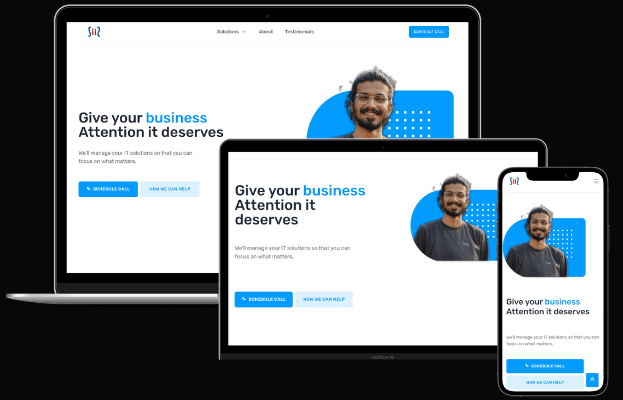 SIIZ
Solutions
About
Testimonials
SCHEDULE CALL
Give your business
Attention it deserves
We'll manage your IT solutions so that you can
focus on what matters.
SCHEDULE CALL
HOW WE CAN HELP
Give your business
Attention it
deserves
We'll manage your IT solutions so that you can
focus on what matters.
SCHEDULE CALL
HOW WE CAN HELP
MacBook Air
SIIZ
Give your business
Attention it deserves
We'll manage your IT solutions so that you can
focus on what matters.
SCHEDULE CALL
HOW WE CAN HELP